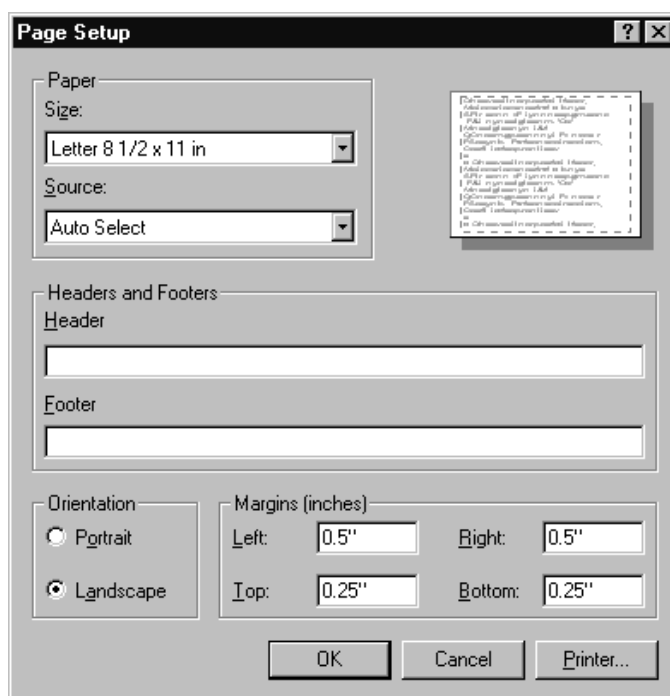 Page Setup
Paper
Size:
Letter 8 1/2 x 11 in
Source:
Auto Select
Headers and Footers
Header
Footer
Orientation
Portrait
Landscape
Margins (inches)
Left: 0.5" Right: 0.5"
Top: 0.25" Bottom: 0.25"
OK Cancel Printer...